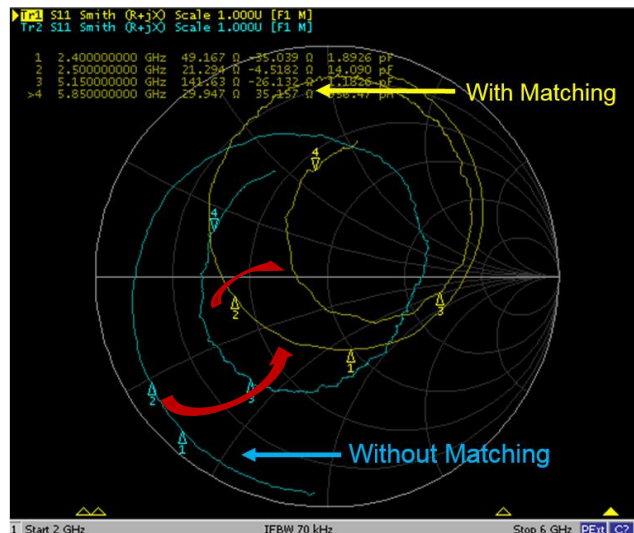 Tr1 S11 Smith (R+jX) Scale 1.000U [F1 M]
Tr2 S11 Smith (R+jX) Scale 1.000U [F1 M]
1 2.400000000 GHz 49.167 Ω -35.039 Ω 1.8926 pF
2 2.500000000 GHz 21.294 Ω -4.5182 Ω 14.090 pF
3 5.150000000 GHz 141.63 Ω -26.132 Ω 1.1826 pF
>4 5.850000000 GHz 29.947 Ω 35.157 Ω
With Matching
4
4
2
3
1
2
3
1
Without Matching
1 Start 2 GHz IFBW 70 kHz Stop 6 GHz PExt C?